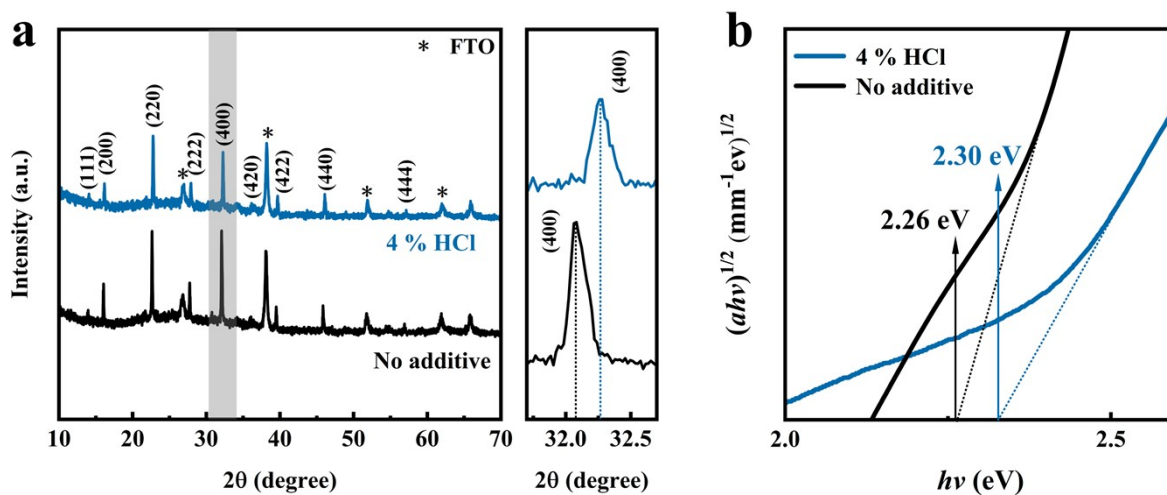 a
* FTO
(111)
(200)
(220)
*
(222)
(400)
(420)
*
(422)
(440)
*
(444)
*
4 % HCl
No additive
Intensity (a.u.)
10 20 30 40 50 60 70
2θ (degree)
(400)
(400)
32.0 32.5
2θ (degree)
b
4 % HCl
No additive
2.30 eV
2.26 eV
(ahv)1/2 (mm⁻¹ev)1/2
2.0 2.5
hv (eV)